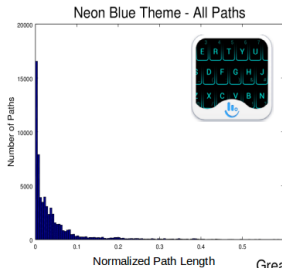 Neon Blue Theme - All Paths
20000
15000
10000
5000
0
Number of Paths
E R T Y U
S D F G H J
Z X C V B N
0 0.1 0.2 0.3 0.4 0.5
Normalized Path Length
Grea